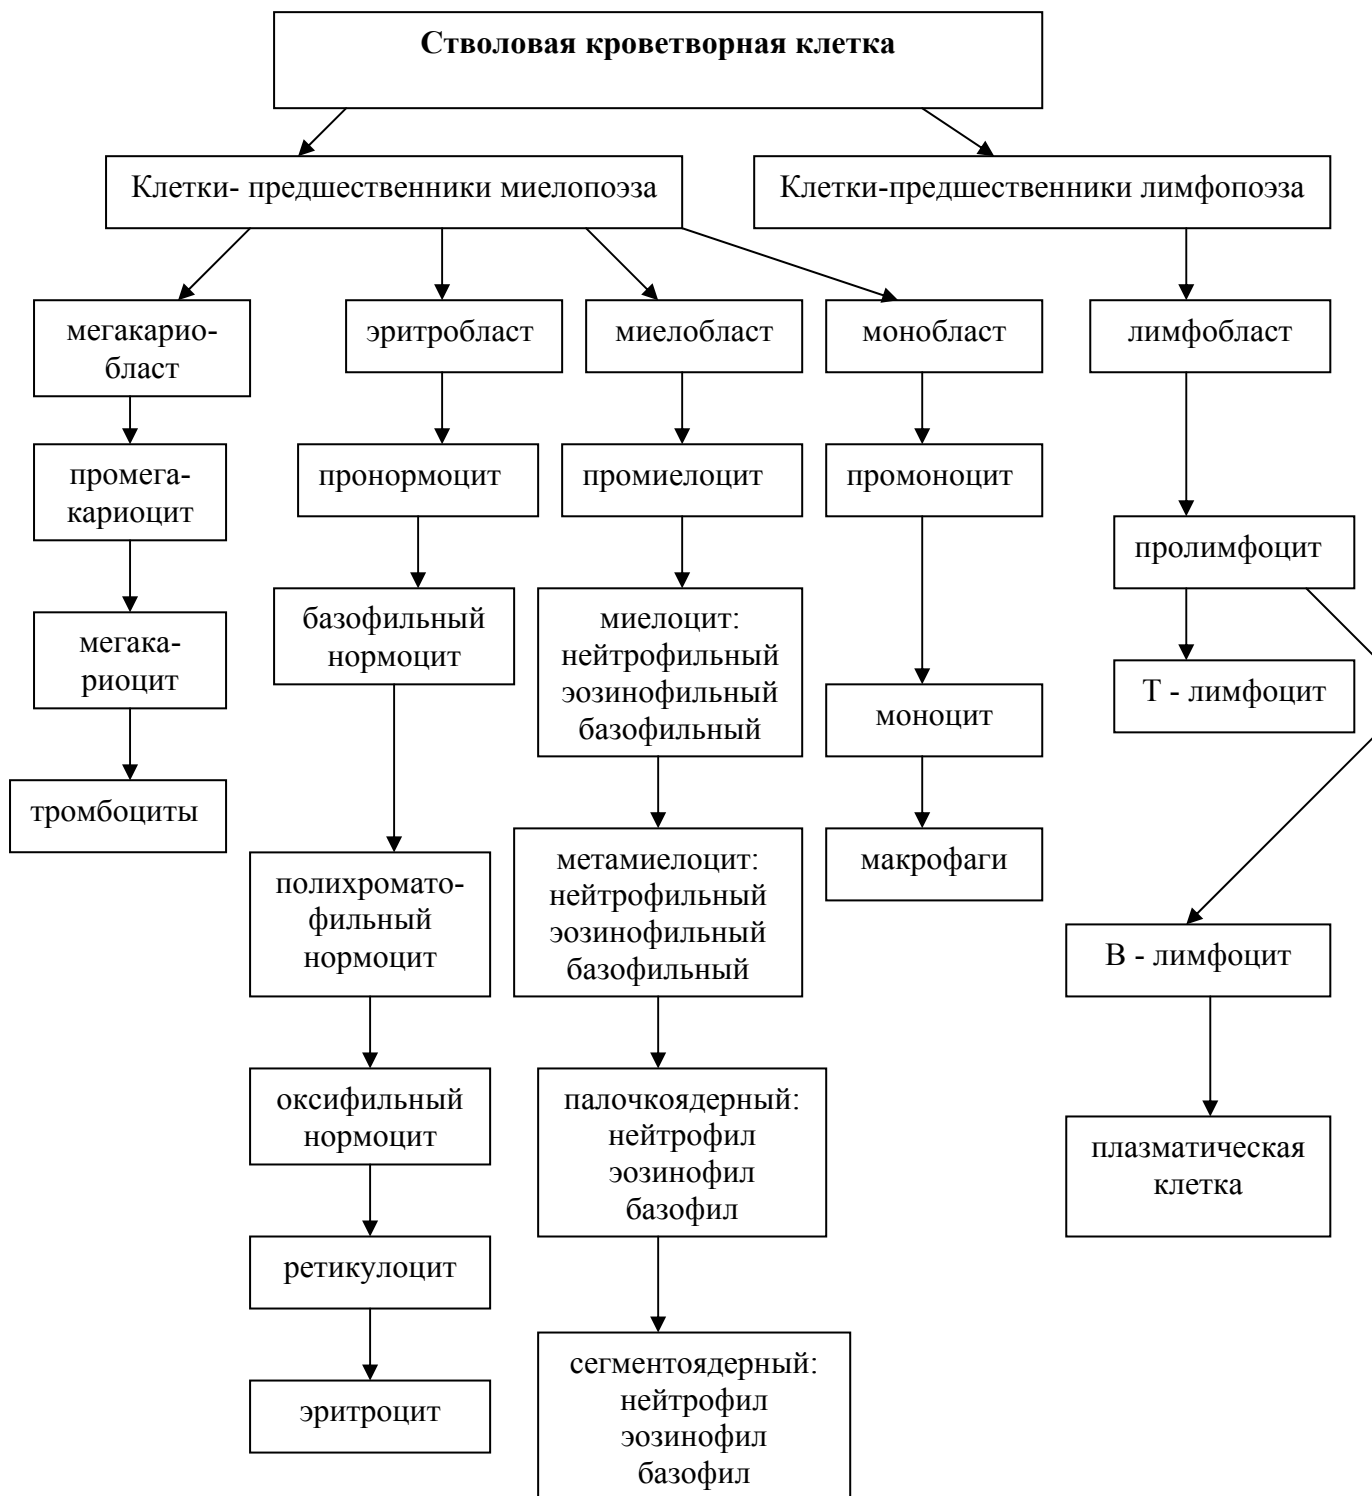 Стволовая кроветворная клетка
Клетки- предшественники миелопоэза
Клетки-предшественники лимфопоэза
мегакарио-
бласт
эритробласт
миелобласт
монобласт
лимфобласт
промега-
кариоцит
пронормоцит
промиелоцит
промоноцит
пролимфоцит
мегака-
риоцит
базофильный
нормоцит
миелоцит:
нейтрофильный
эозинофильный
базофильный
моноцит
Т - лимфоцит
тромбоциты
полихромато-
фильный
нормоцит
метамиелоцит:
нейтрофильный
эозинофильный
базофильный
макрофаги
В - лимфоцит
оксифильный
нормоцит
палочкоядерный:
нейтрофил
эозинофил
базофил
плазматическая
клетка
ретикулоцит
эритроцит
сегментоядерный:
нейтрофил
эозинофил
базофил